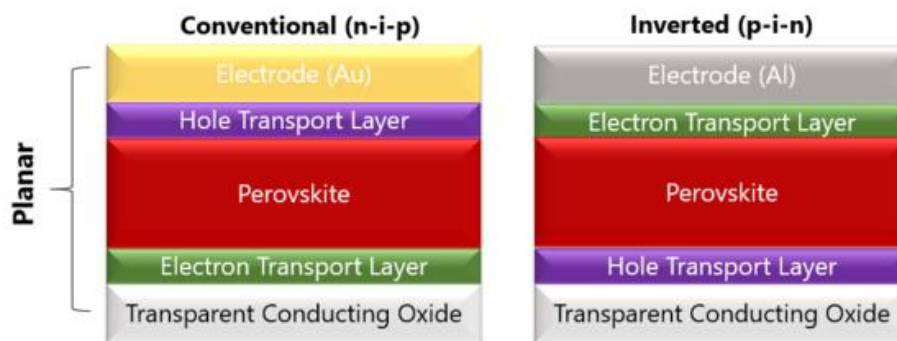 Conventional (n-i-p)
Electrode (Au)
Hole Transport Layer
Perovskite
Electron Transport Layer
Transparent Conducting Oxide
Inverted (p-i-n)
Electrode (Al)
Electron Transport Layer
Perovskite
Hole Transport Layer
Transparent Conducting Oxide
Planar